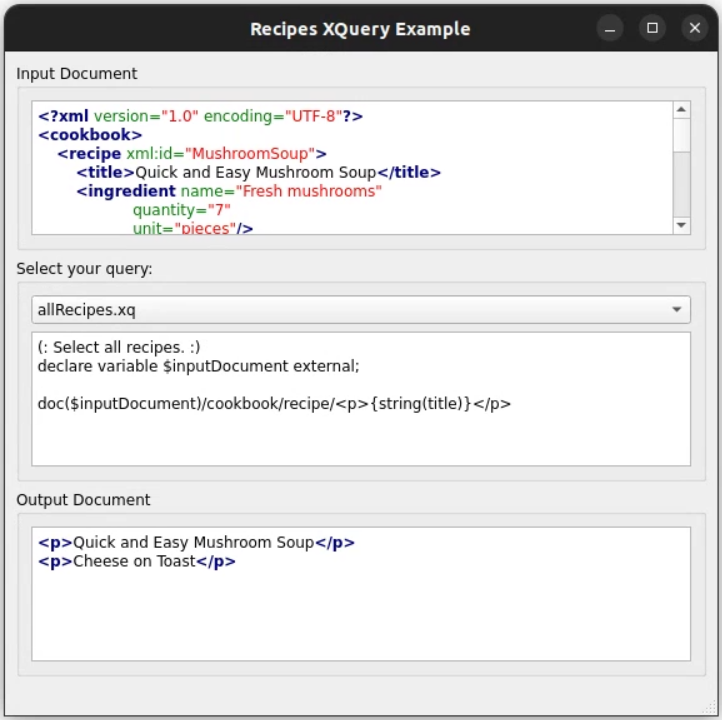 Recipes XQuery Example
Input Document
<?xml version="1.0" encoding="UTF-8"?>
<cookbook>
<recipe xml:id="MushroomSoup">
<title>Quick and Easy Mushroom Soup</title>
<ingredient name="Fresh mushrooms"
quantity="7"
unit="pieces"/>
Select your query:
allRecipes.xq
(: Select all recipes. :)
declare variable $inputDocument external;
doc($inputDocument)/cookbook/recipe/<p>{string(title)}</p>
Output Document
<p>Quick and Easy Mushroom Soup</p>
<p>Cheese on Toast</p>